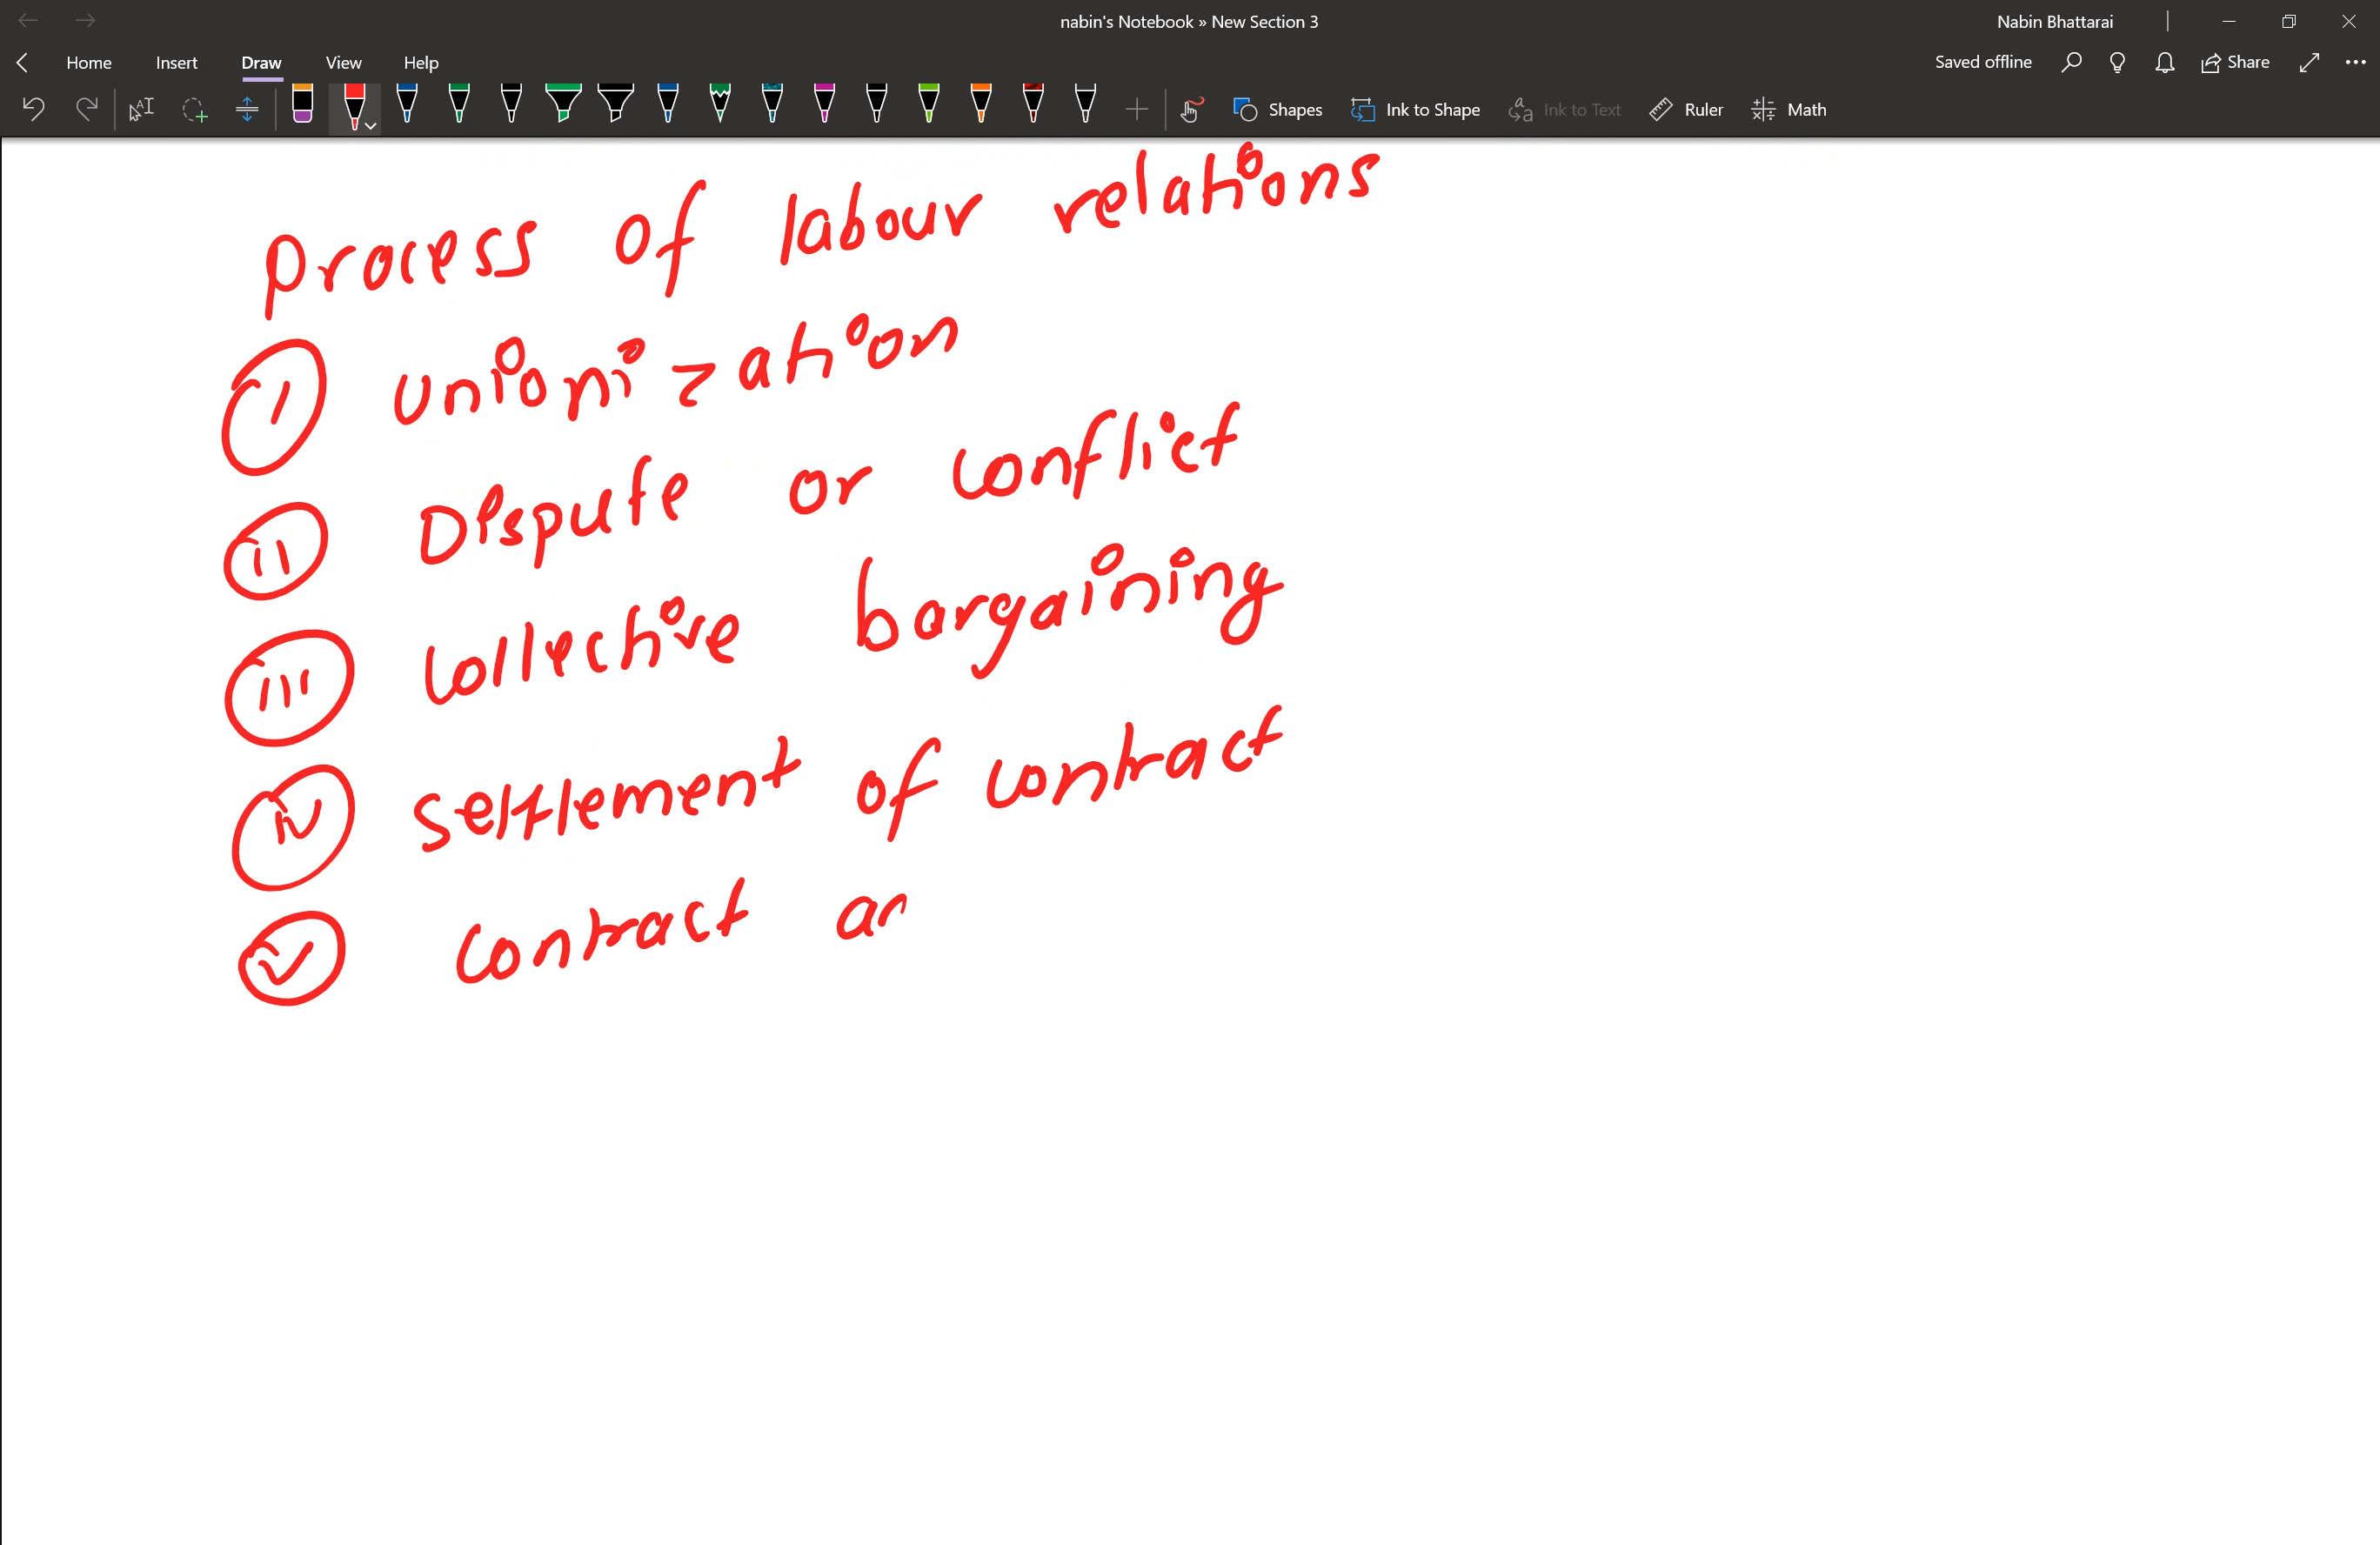 nabin's Notebook » New Section 3
Nabin Bhattarai
Home Insert Draw View Help
Saved offline Share
Shapes Ink to Shape Ink to Text Ruler Math
process of labour relations
i unionization
ii Dispute or conflict
iii collective bargaining
iv settlement of contract
v contract